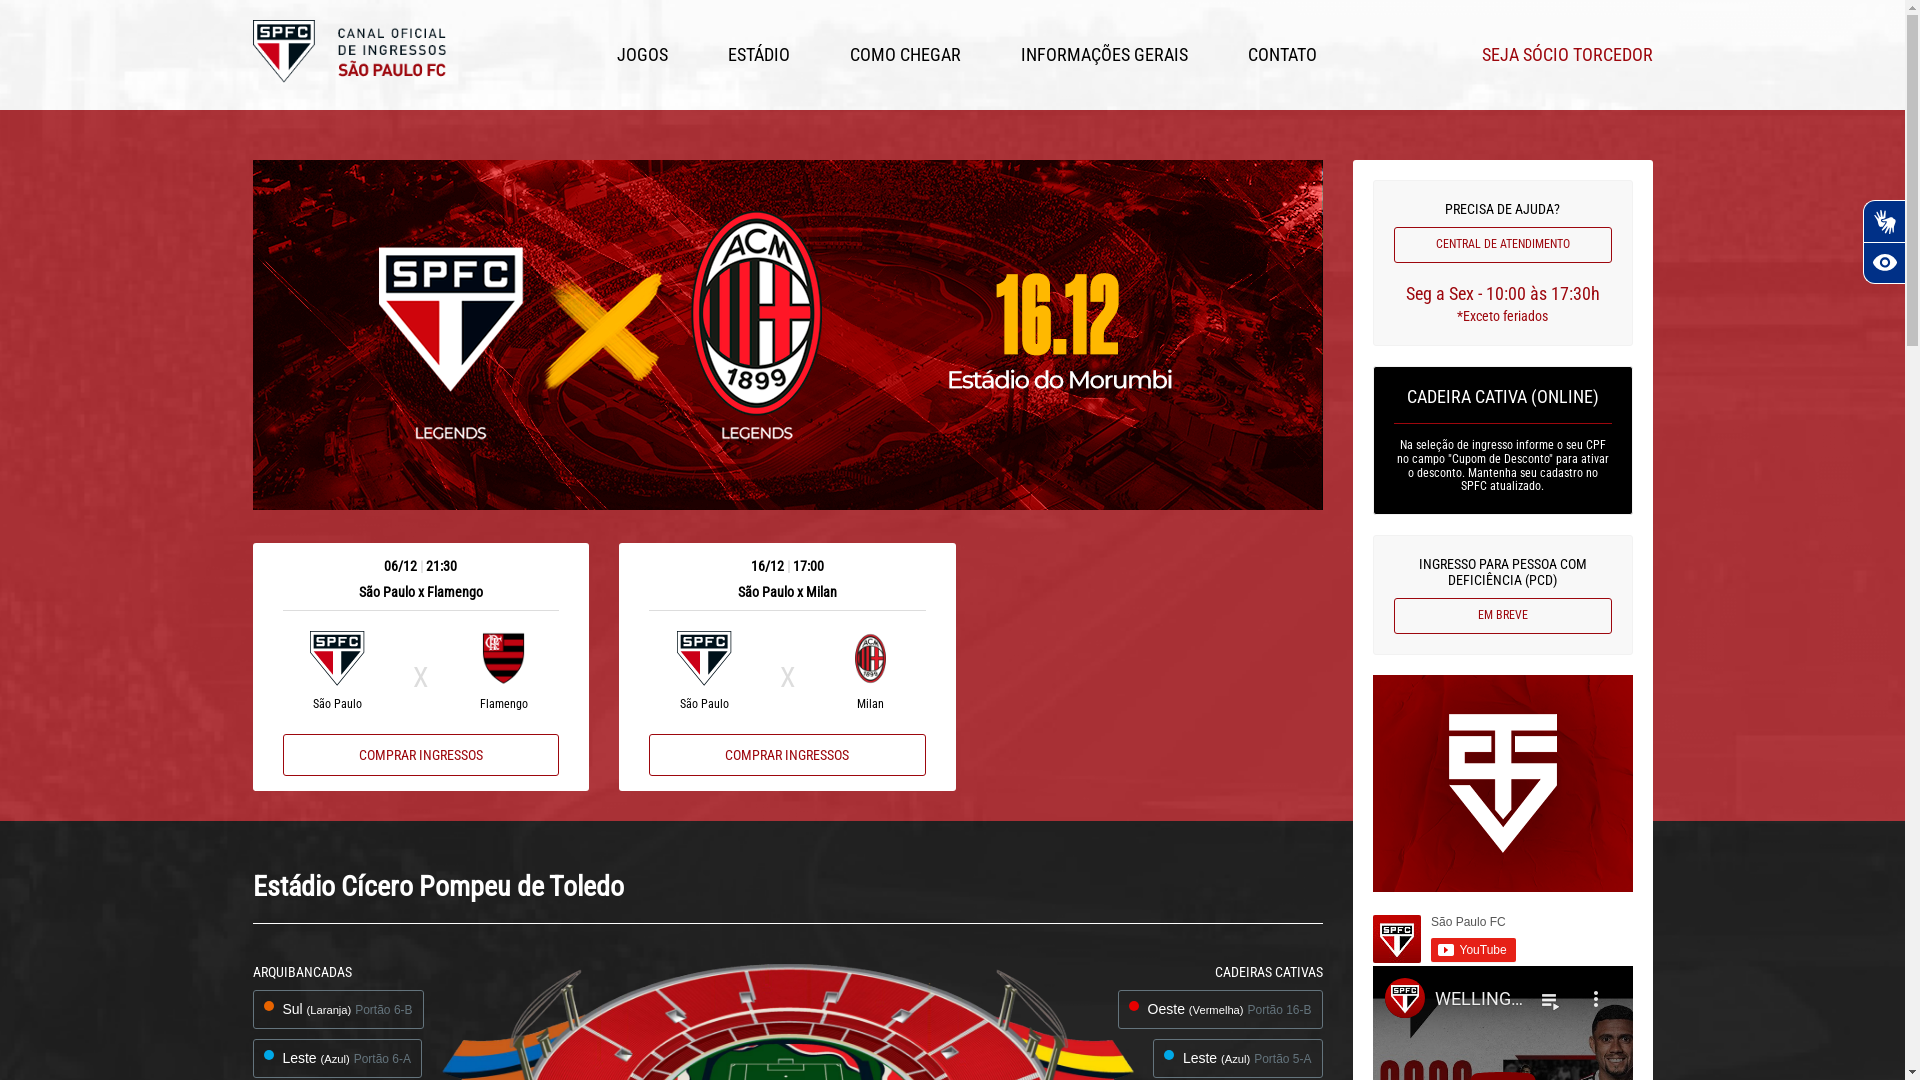 SPFC
CANAL OFICIAL
DE INGRESSOS
SÃO PAULO FC
JOGOS
ESTÁDIO
COMO CHEGAR
INFORMAÇÕES GERAIS
CONTATO
SEJA SÓCIO TORCEDOR
SPFC
LEGENDS
ACM
1899
LEGENDS
16.12
Estádio do Morumbi
06/12 | 21:30
São Paulo x Flamengo
SPFC
São Paulo
X
Flamengo
COMPRAR INGRESSOS
16/12 | 17:00
São Paulo x Milan
SPFC
São Paulo
X
ACM
1899
Milan
COMPRAR INGRESSOS
PRECISA DE AJUDA?
CENTRAL DE ATENDIMENTO
Seg a Sex - 10:00 às 17:30h
*Exceto feriados
CADEIRA CATIVA (ONLINE)
Na seleção de ingresso informe o seu CPF
no campo "Cupom de Desconto" para ativar
o desconto. Mantenha seu cadastro no
SPFC atualizado.
INGRESSO PARA PESSOA COM
DEFICIÊNCIA (PCD)
EM BREVE
SPFC
São Paulo FC
YouTube
SPFC
WELLING...
Estádio Cícero Pompeu de Toledo
ARQUIBANCADAS
Sul (Laranja) Portão 6-B
Leste (Azul) Portão 6-A
CADEIRAS CATIVAS
Oeste (Vermelha) Portão 16-B
Leste (Azul) Portão 5-A